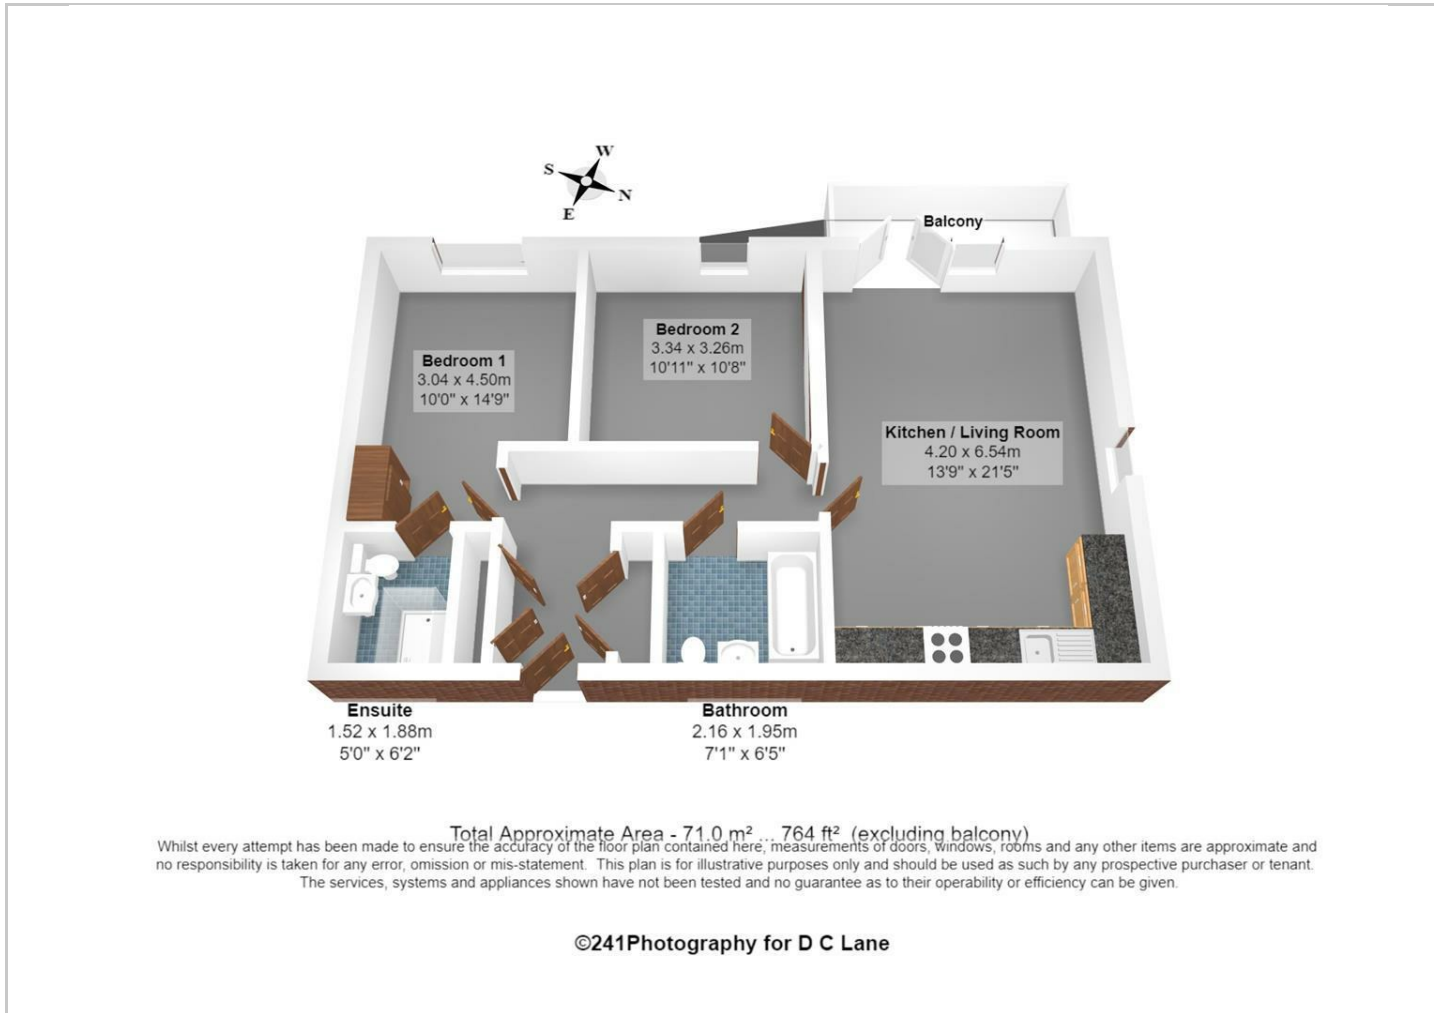 W
S
N
E
Balcony
Bedroom 2
3.34 x 3.26m
10'11" x 10'8"
Bedroom 1
3.04 x 4.50m
10'0" x 14'9"
Kitchen / Living Room
4.20 x 6.54m
13'9" x 21'5"
Ensuite
1.52 x 1.88m
5'0" x 6'2"
Bathroom
2.16 x 1.95m
7'1" x 6'5"
Total Approximate Area - 71.0 m² ... 764 ft² (excluding balcony)
Whilst every attempt has been made to ensure the accuracy of the floor plan contained here, measurements of doors, windows, rooms and any other items are approximate and
no responsibility is taken for any error, omission or mis-statement. This plan is for illustrative purposes only and should be used as such by any prospective purchaser or tenant.
The services, systems and appliances shown have not been tested and no guarantee as to their operability or efficiency can be given.
©241Photography for D C Lane